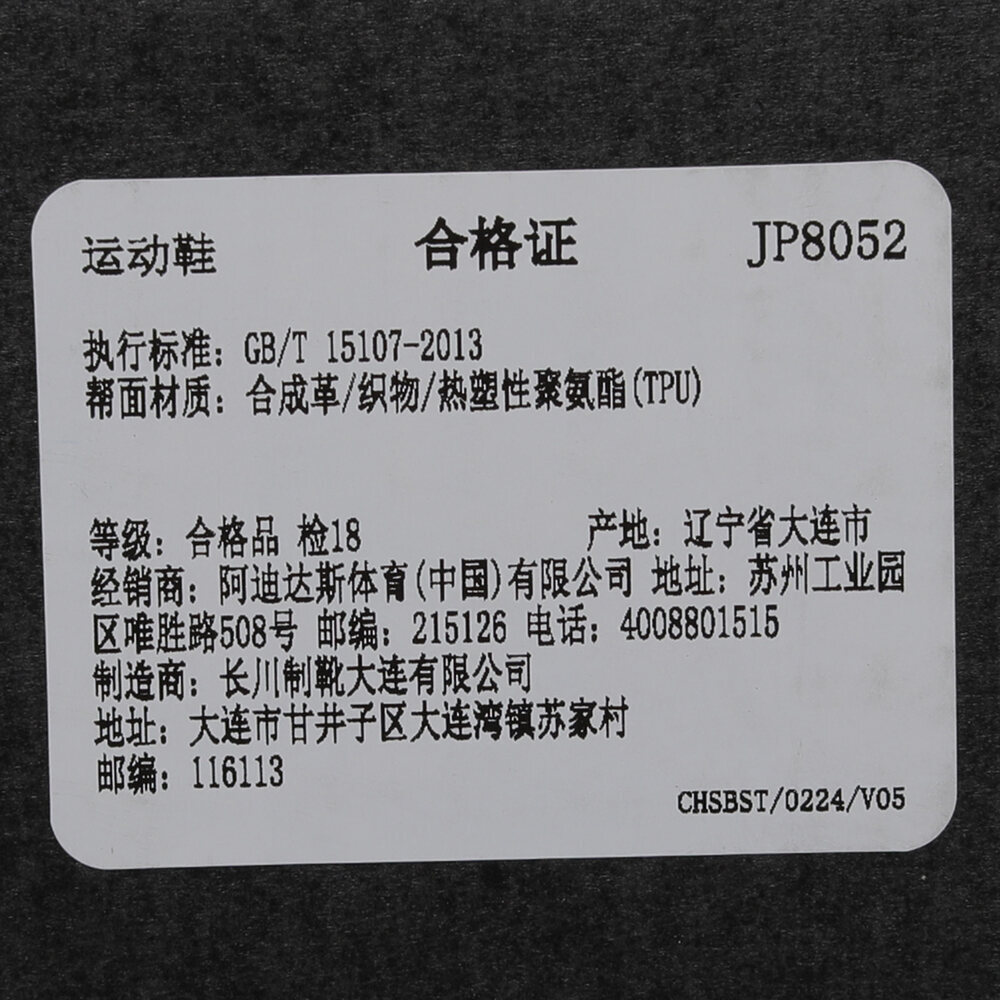 运动鞋 合格证 JP8052
执行标准：GB/T 15107-2013
帮面材质：合成革/织物/热塑性聚氨酯(TPU)
等级：合格品 检18 产地：辽宁省大连市
经销商：阿迪达斯体育(中国)有限公司 地址：苏州工业园
区唯胜路508号 邮编：215126 电话：4008801515
制造商：长川制靴大连有限公司
地址：大连市甘井子区大连湾镇苏家村
邮编：116113
CHSBST/0224/V05